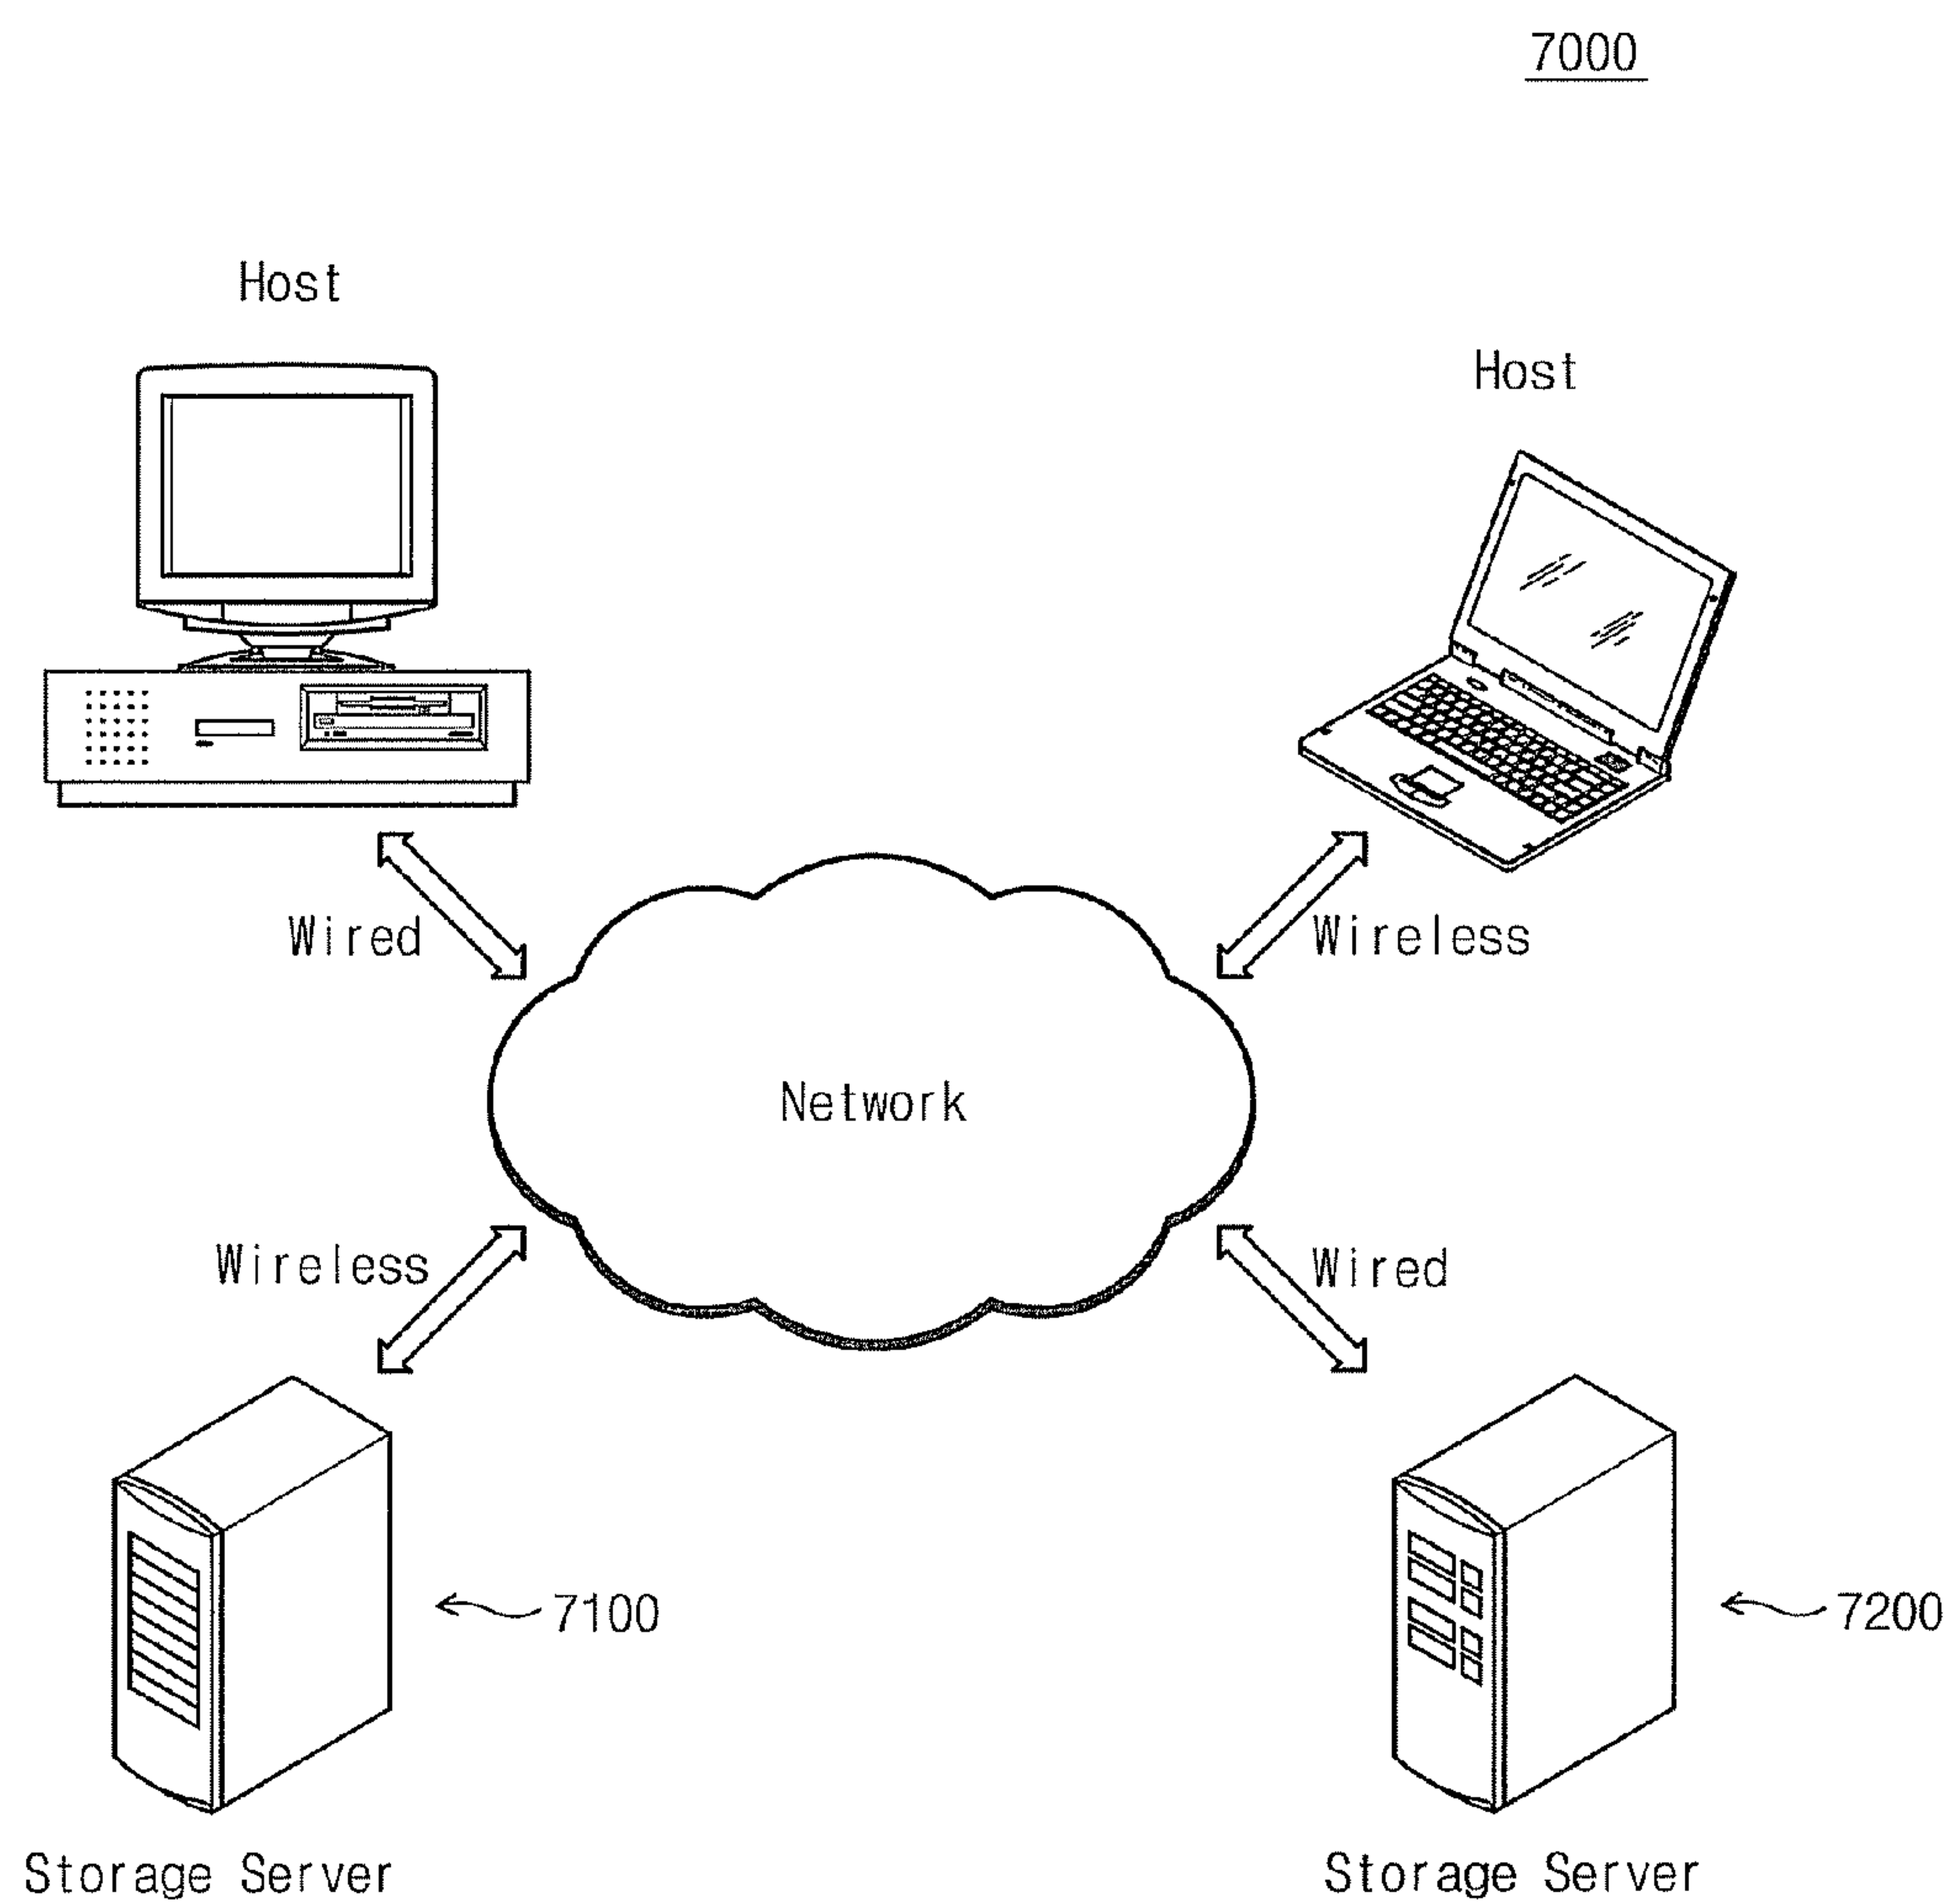 7000
Host
Host
Wired
Wireless
Network
Wireless
Wired
7100
7200
Storage Server
Storage Server